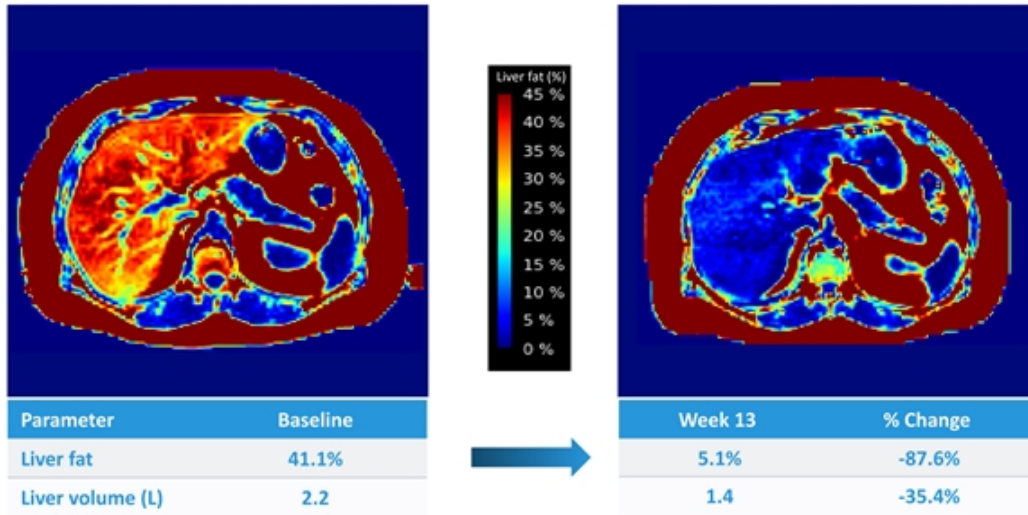 Liver fat (%)
45 %
40 %
35 %
30 %
25 %
20 %
15 %
10 %
5 %
0 %
Parameter Baseline
Liver fat 41.1%
Liver volume (L) 2.2
Week 13 % Change
5.1% -87.6%
1.4 -35.4%